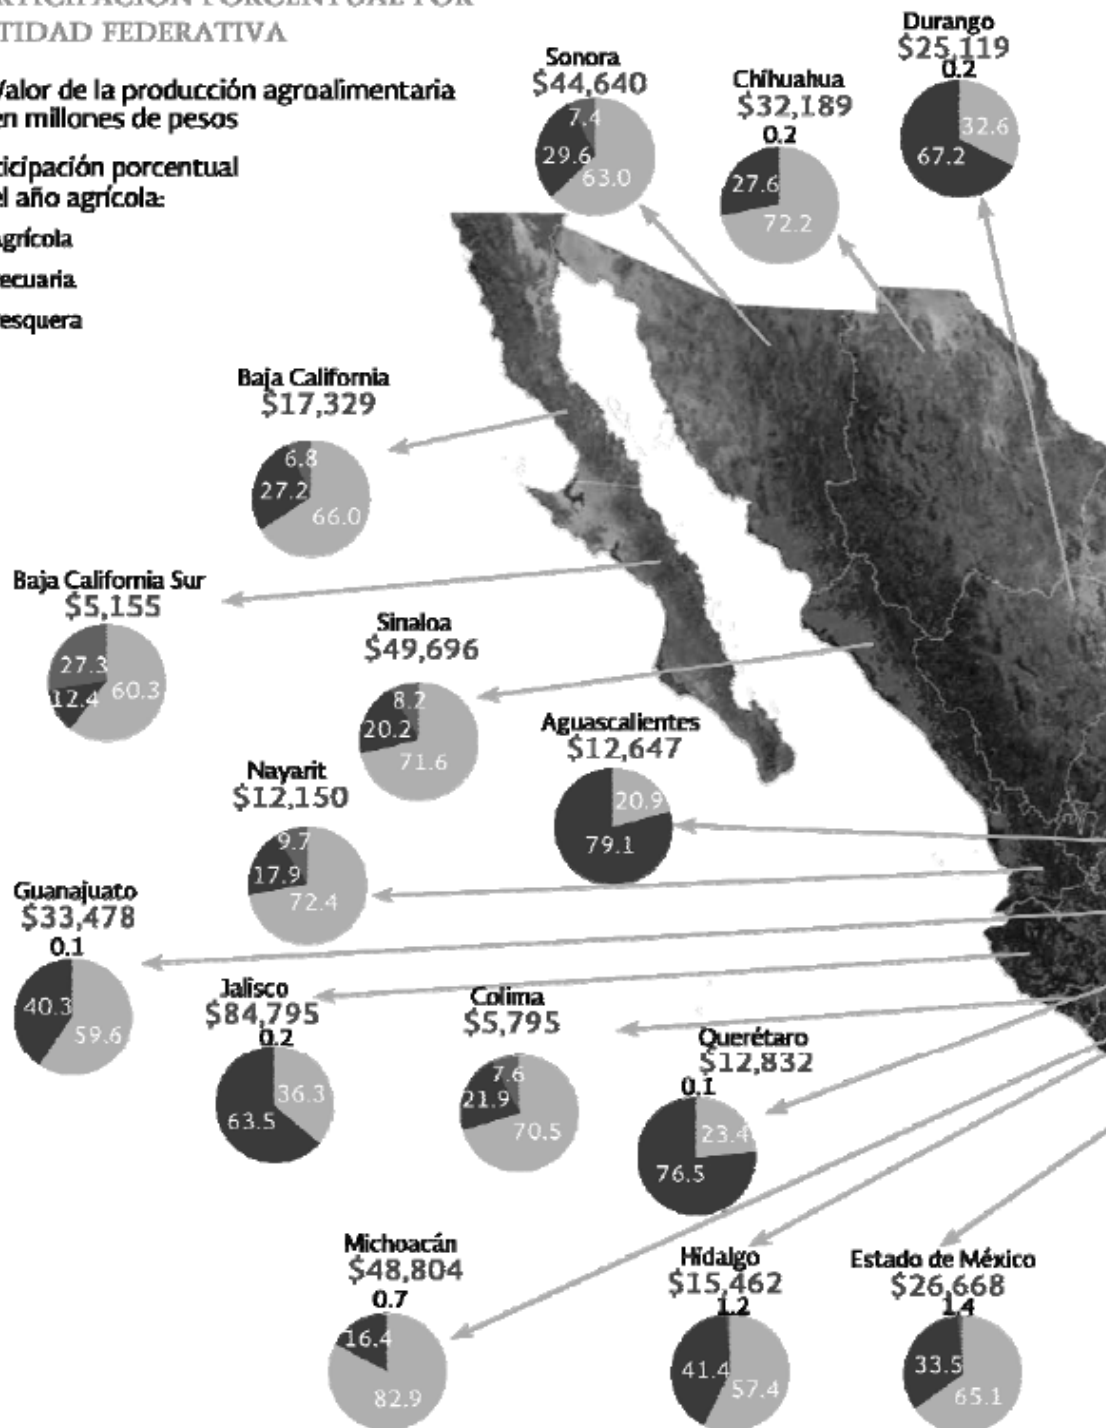 RTICIPACIÓN PORCENTUAL POR
TIDAD FEDERATIVA
Valor de la producción agroalimentaria
en millones de pesos
ticipación porcentual
el año agrícola:
Agrícola
ecuaria
esquera
Durango
$25,119
0.2
32.6
67.2
Sonora
$44,640
7.4
29.6
63.0
Chihuahua
$32,189
0.2
27.6
72.2
Baja California
$17,329
6.8
27.2
66.0
Baja California Sur
$5,155
27.3
12.4
60.3
Sinaloa
$49,696
8.2
20.2
71.6
Aguascalientes
$12,647
20.9
79.1
Nayarit
$12,150
9.7
17.9
72.4
Guanajuato
$33,478
0.1
40.3
59.6
Jalisco
$84,795
0.2
36.3
63.5
Colima
$5,795
7.6
21.9
70.5
Querétaro
$12,832
0.1
23.4
76.5
Michoacán
$48,804
0.7
16.4
82.9
Hidalgo
$15,462
1.2
41.4
57.4
Estado de México
$26,668
1.4
33.5
65.1